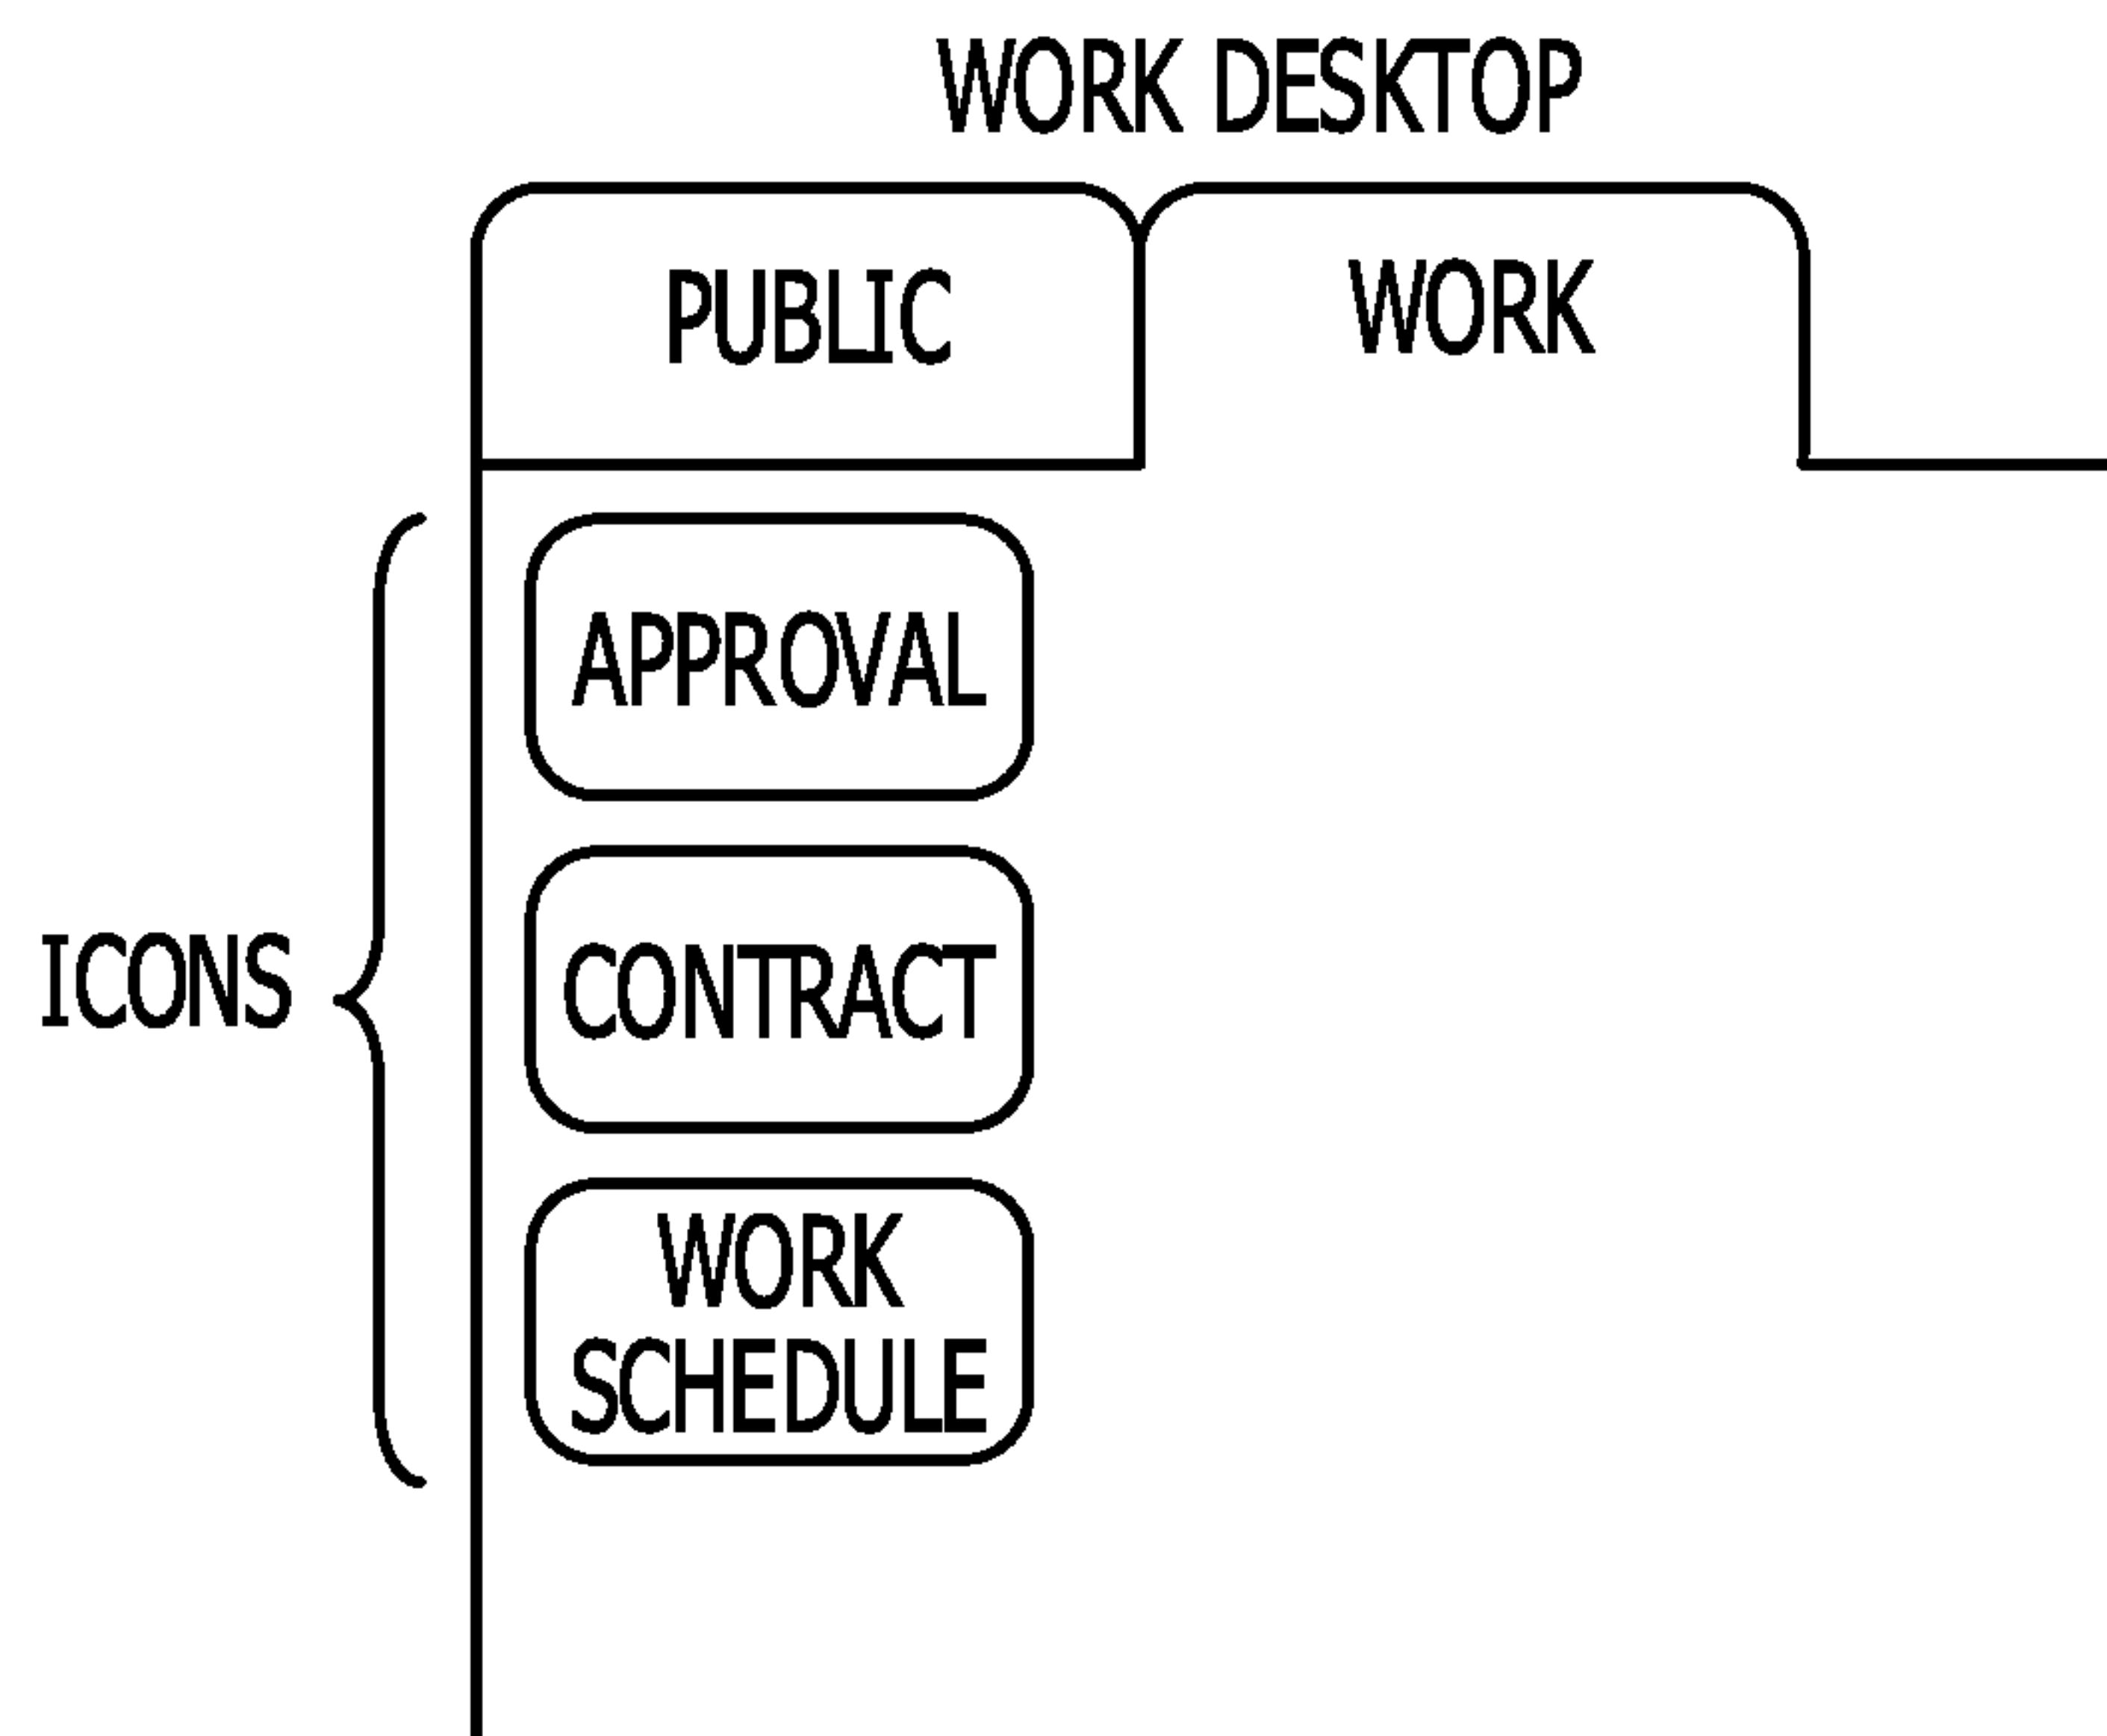 WORK DESKTOP
PUBLIC
WORK
APPROVAL
CONTRACT
ICONS
WORK
SCHEDULE